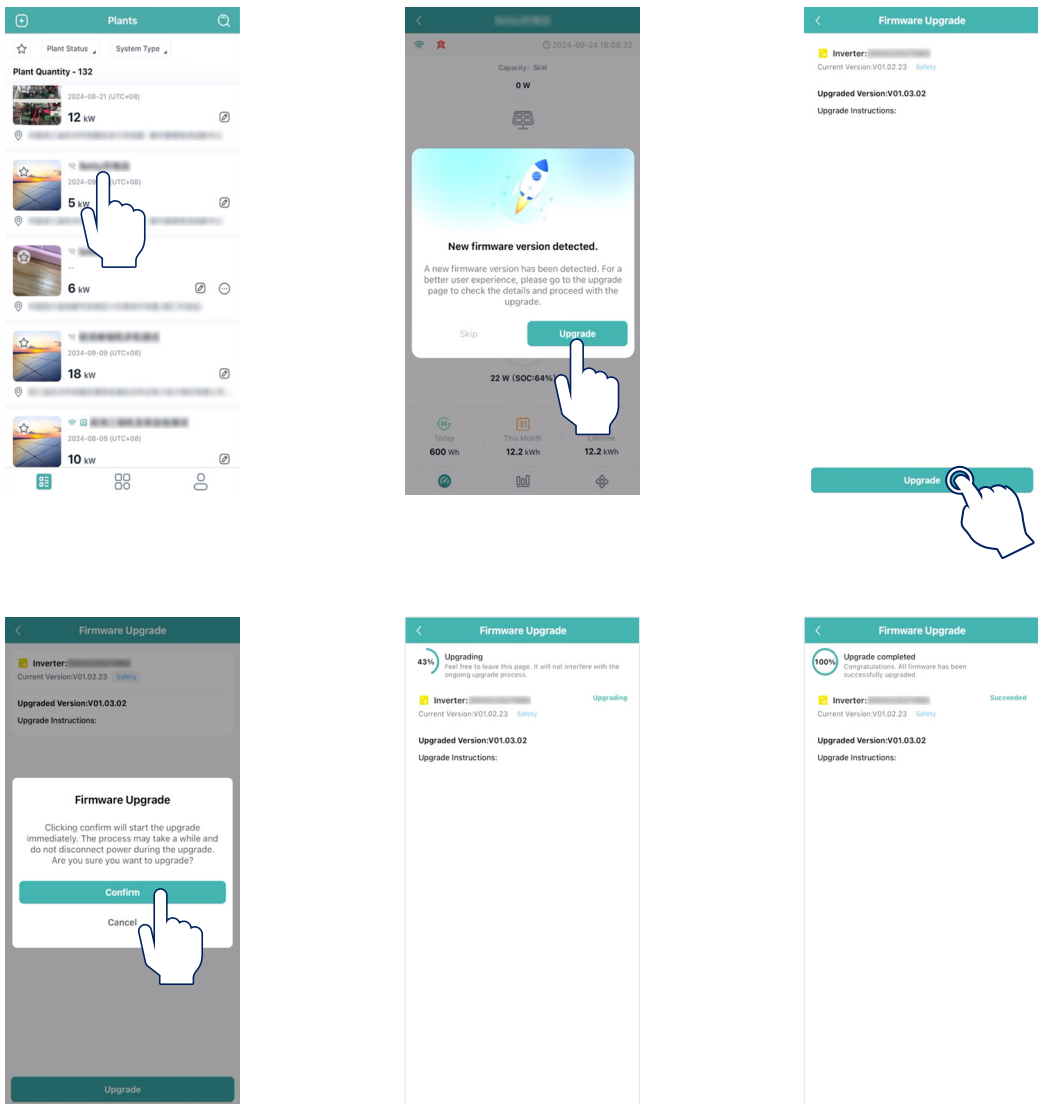 Plants
Plant Status
System Type
Plant Quantity - 132
2024-08-21 (UTC+08)
12 kw
2024-09- UTC+08)
5 kw
--
6 kw
2024-09-09 (UTC+08)
18 kw
2024-08-09 (UTC+08)
10 kw
2024-09-24 16:08:32
Capacity: 5kW
0 W
New firmware version detected.
A new firmware version has been detected. For a
better user experience, please go to the upgrade
page to check the details and proceed with the
upgrade.
Skip
Upgrade
22 W (SOC:64%)
Today
This Month
Lifetime
600 Wh
12.2 kWh
12.2 kWh
Firmware Upgrade
Inverter:
Current Version:V01.02.23 Safety
Upgraded Version:V01.03.02
Upgrade Instructions:
Upgrade
Firmware Upgrade
Inverter:
Current Version:V01.02.23 Safety
Upgraded Version:V01.03.02
Upgrade Instructions:
Firmware Upgrade
Clicking confirm will start the upgrade
immediately. The process may take a while and
do not disconnect power during the upgrade.
Are you sure you want to upgrade?
Confirm
Cancel
Upgrade
Firmware Upgrade
43%
Upgrading
Feel free to leave this page. It will not interfere with the
ongoing upgrade process.
Inverter:
Upgrading
Current Version:V01.02.23 Safety
Upgraded Version:V01.03.02
Upgrade Instructions:
Firmware Upgrade
100%
Upgrade completed
Congratulations. All firmware has been
successfully upgraded.
Inverter:
Succeeded
Current Version:V01.02.23 Safety
Upgraded Version:V01.03.02
Upgrade Instructions: